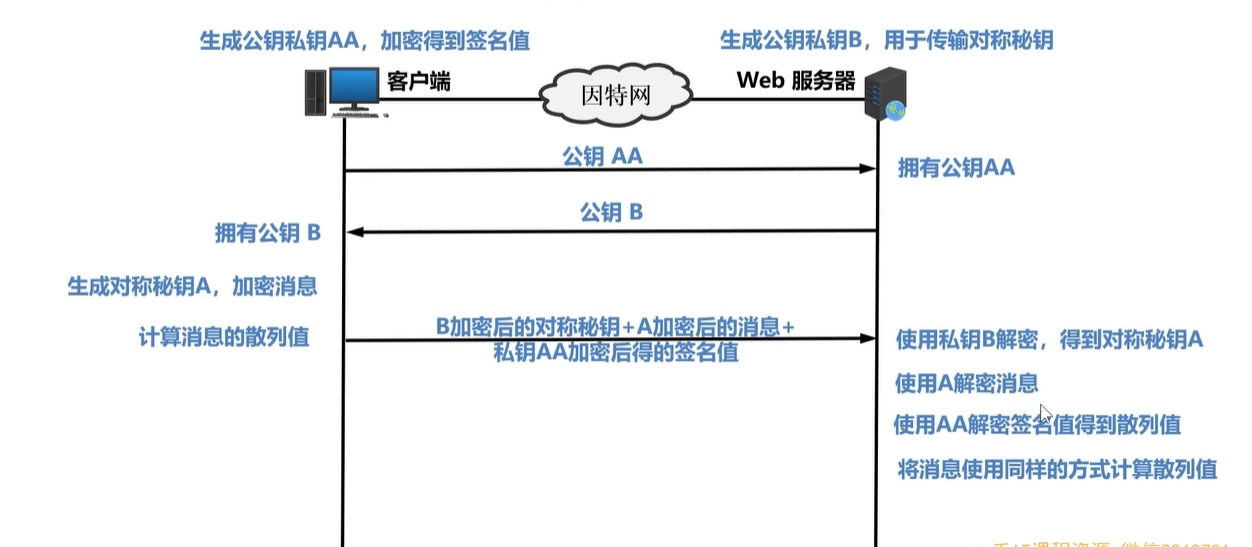 生成公钥私钥AA，加密得到签名值
生成公钥私钥B，用于传输对称秘钥
客户端
因特网
Web 服务器
公钥 AA
拥有公钥AA
公钥 B
拥有公钥 B
生成对称秘钥A，加密消息
计算消息的散列值
B加密后的对称秘钥+A加密后的消息+
私钥AA加密后得的签名值
使用私钥B解密，得到对称秘钥A
使用A解密消息
使用AA解密签名值得到散列值
将消息使用同样的方式计算散列值